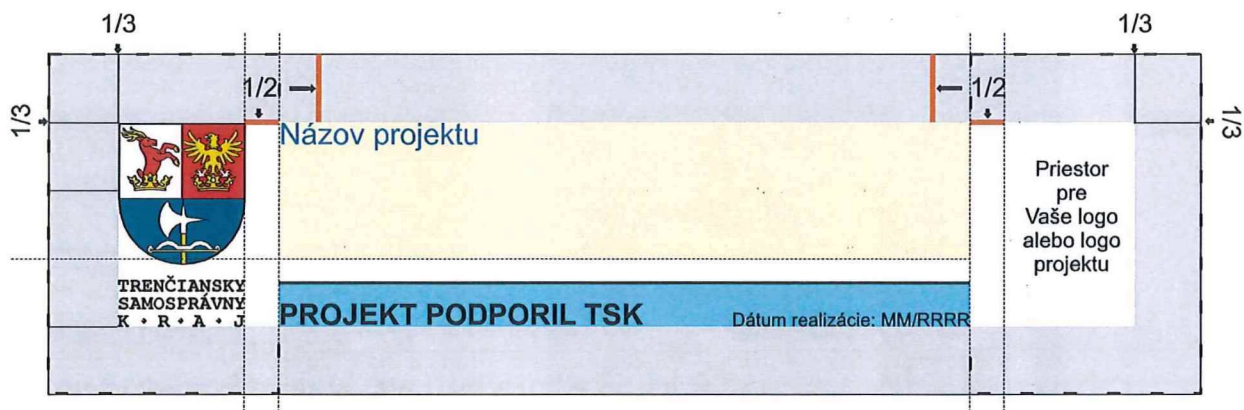 1/3
1/3
1/2
1/2
1/3
1/3
Názov projektu
Priestor
pre
Vaše logo
alebo logo
projektu
TRENČIANSKY
SAMOSPRÁVNY
K • R • A • J
PROJEKT PODPORIL TSK
Dátum realizácie: MM/RRRR